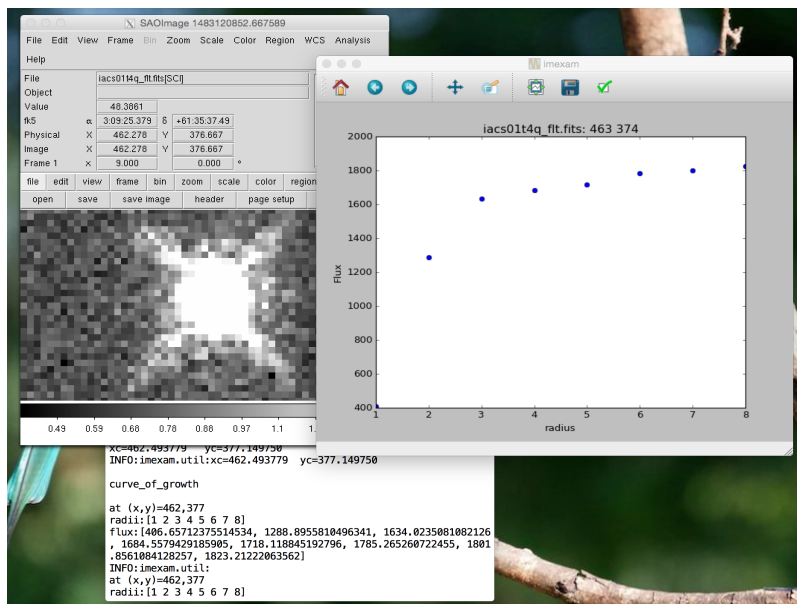 SAOImage 1483120852.667589
File Edit View Frame Bin Zoom Scale Color Region WCS Analysis
Help
File iacs01t4q_flt.fits[SCI]
Object
Value 48.3861
fk5 α 3:09:25.379 δ +61:35:37.49
Physical X 462.278 Y 376.667
Image X 462.278 Y 376.667
Frame 1 × 9.000 0.000 °
file edit view frame bin zoom scale color region
open save save image header page setup
0.49 0.59 0.68 0.78 0.88 0.97 1.1 1.
imexam
iacs01t4q_flt.fits: 463 374
2000
1800
1600
1400
1200
1000
800
600
400
Flux
1 2 3 4 5 6 7 8
radius
xc=462.493779 yc=377.149750
INFO:imexam.util:xc=462.493779 yc=377.149750
curve_of_growth
at (x,y)=462,377
radii:[1 2 3 4 5 6 7 8]
flux:[406.65712375514534, 1288.8955810496341, 1634.0235081082126
, 1684.5579429185905, 1718.118845192796, 1785.265260722455, 1801
.8561084128257, 1823.21222063562]
INFO:imexam.util:
at (x,y)=462,377
radii:[1 2 3 4 5 6 7 8]